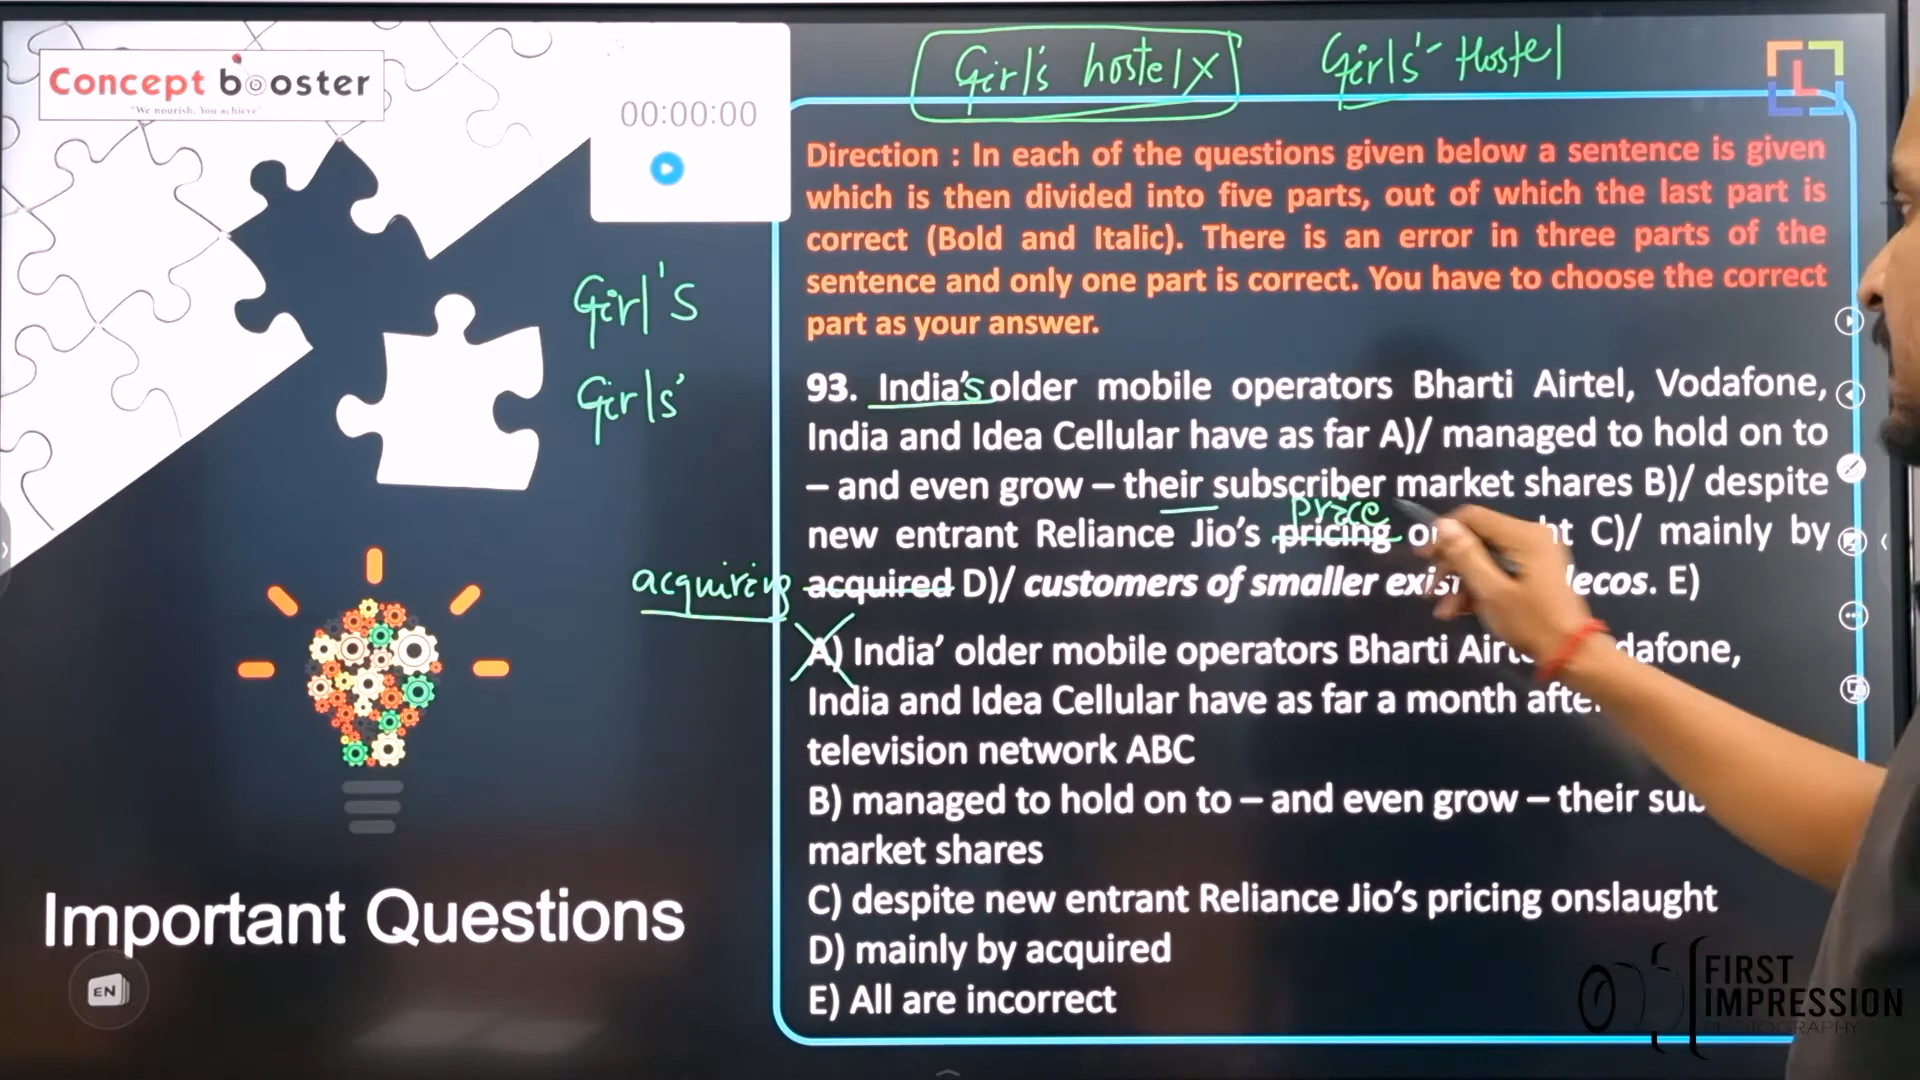 Concept booster
"We nourish. You achieve"
00:00:00
Girl's hostel x
Girls' Hostel
L
Direction : In each of the questions given below a sentence is given
which is then divided into five parts, out of which the last part is
correct (Bold and Italic). There is an error in three parts of the
sentence and only one part is correct. You have to choose the correct
part as your answer.
Girl's
Girls'
93. India's older mobile operators Bharti Airtel, Vodafone,
India and Idea Cellular have as far A)/ managed to hold on to
– and even grow – their subscriber market shares B)/ despite
price
new entrant Reliance Jio's pricing C)/ mainly by
acquiring
acquired D)/ customers of smaller E)
A) India' older mobile operators Bharti
India and Idea Cellular have as far a month
television network ABC
B) managed to hold on to – and even grow – their
market shares
C) despite new entrant Reliance Jio's pricing onslaught
D) mainly by acquired
E) All are incorrect
Important Questions
EN
FIRST
IMPRESSION
PHOTOGRAPHY